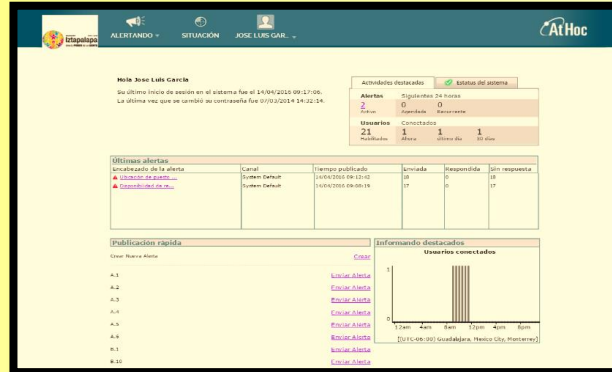 Iztapalapa
ALERTANDO
SITUACIÓN
JOSE LUIS GAR..
AtHoc
Hola Jose Luis Garcia
Su último inicio de sesión en el sistema fue el 14/04/2016 09:17:06.
La última vez que se cambió su contraseña fue 07/03/2014 14:32:14.
Actividades destacadas
Estatus del sistema
Alertas Siguientes 24 horas
2 0 0
Activo Agendada Recurrente
Usuarios Conectados
21 1 1 1
Habilitados Ahora último día 30 días
Últimas alertas
Encabezado de la alerta Canal Tiempo publicado Enviada Respondida Sin respuesta
Ubicación de puesto ... System Default 14/04/2016 09:12:42 18 0 18
Disponibilidad de re... System Default 14/04/2016 09:08:19 17 0 17
Publicación rápida
Crear Nueva Alerta Crear
A.1 Enviar Alerta
A.2 Enviar Alerta
A.3 Enviar Alerta
Enviar Alerta
A.5 Enviar Alerta
A.6 Enviar Alerta
B.1 Enviar Alerta
B.10 Enviar Alerta
Informando destacados
Usuarios conectados
1
0
12am 4am 8am 12pm 4pm 8pm
[(UTC-06:00) Guadalajara, Mexico City, Monterrey]